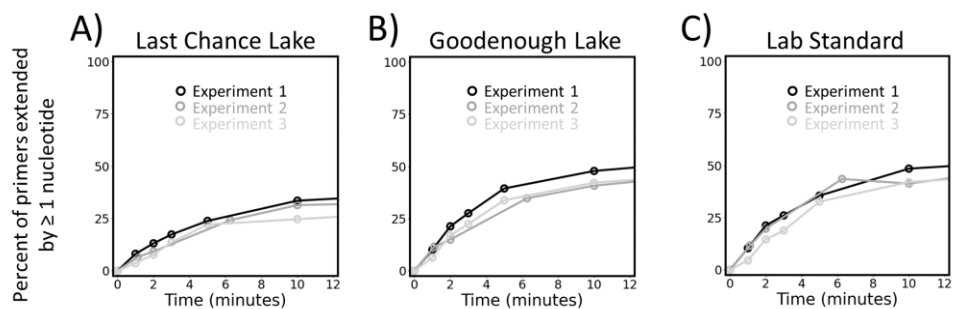 A)
Last Chance Lake
B)
Goodenough Lake
C)
Lab Standard
Percent of primers extended
by ≥ 1 nucleotide
100
75
50
25
0
Experiment 1
Experiment 2
Experiment 3
0 2 4 6 8 10 12
Time (minutes)
100
75
50
25
0
Experiment 1
Experiment 2
Experiment 3
0 2 4 6 8 10 12
Time (minutes)
100
75
50
25
0
Experiment 1
Experiment 2
Experiment 3
0 2 4 6 8 10 12
Time (minutes)